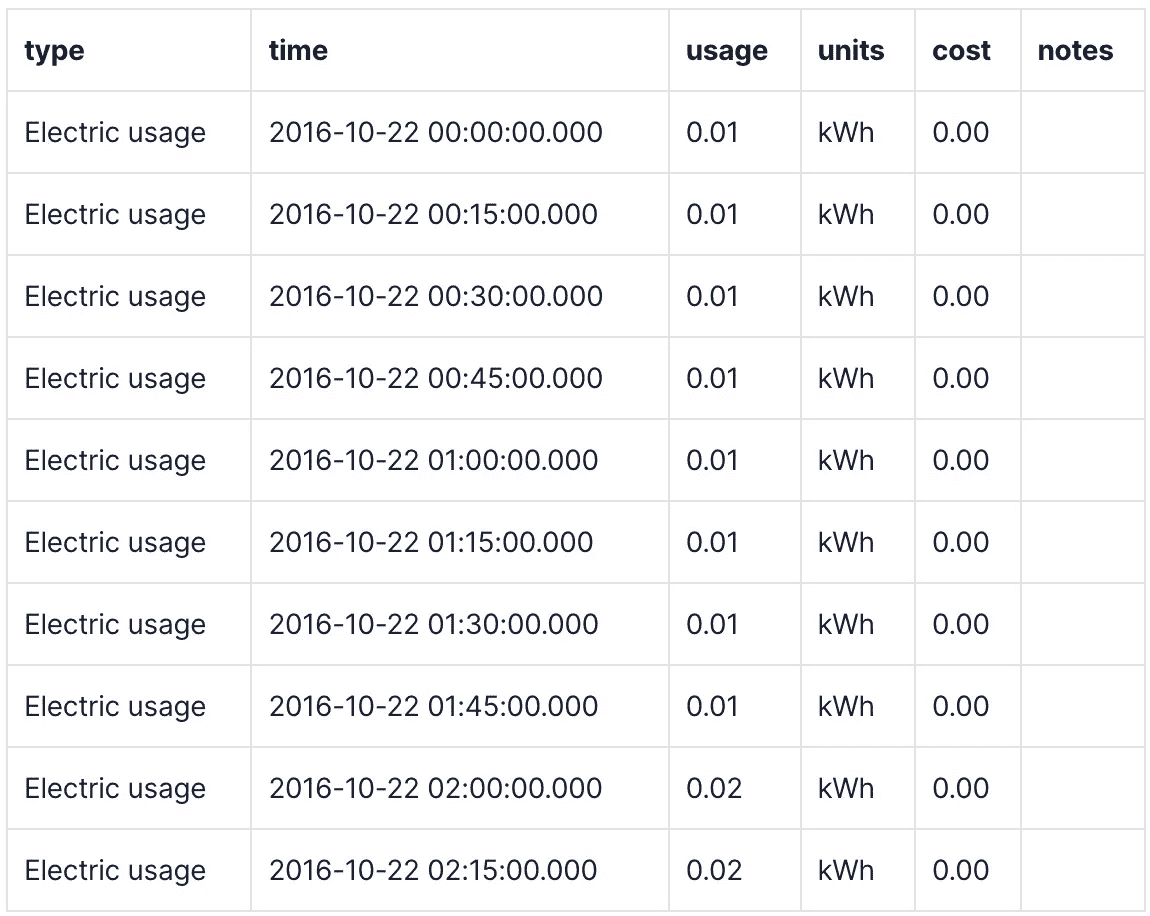 type time usage units cost notes
Electric usage 2016-10-22 00:00:00.000 0.01 kWh 0.00
Electric usage 2016-10-22 00:15:00.000 0.01 kWh 0.00
Electric usage 2016-10-22 00:30:00.000 0.01 kWh 0.00
Electric usage 2016-10-22 00:45:00.000 0.01 kWh 0.00
Electric usage 2016-10-22 01:00:00.000 0.01 kWh 0.00
Electric usage 2016-10-22 01:15:00.000 0.01 kWh 0.00
Electric usage 2016-10-22 01:30:00.000 0.01 kWh 0.00
Electric usage 2016-10-22 01:45:00.000 0.01 kWh 0.00
Electric usage 2016-10-22 02:00:00.000 0.02 kWh 0.00
Electric usage 2016-10-22 02:15:00.000 0.02 kWh 0.00